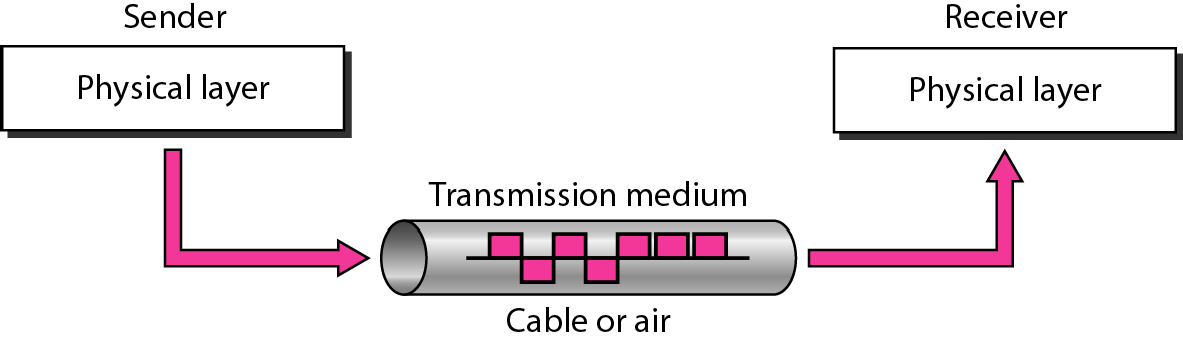 Sender
Receiver
Physical layer
Physical layer
Transmission medium
Cable or air